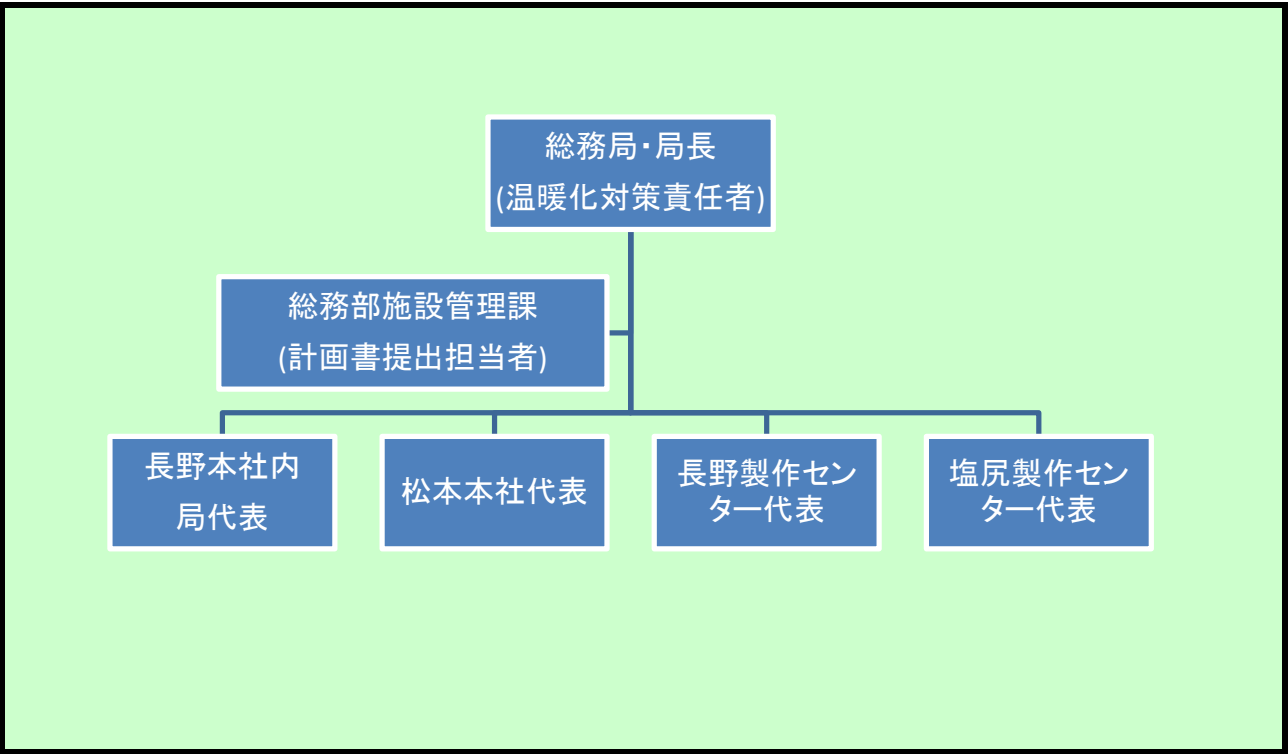 総務局・局長
(温暖化対策責任者)
総務部施設管理課
(計画書提出担当者)
長野本社内
局代表
松本本社代表
長野製作セン
ター代表
塩尻製作セン
ター代表